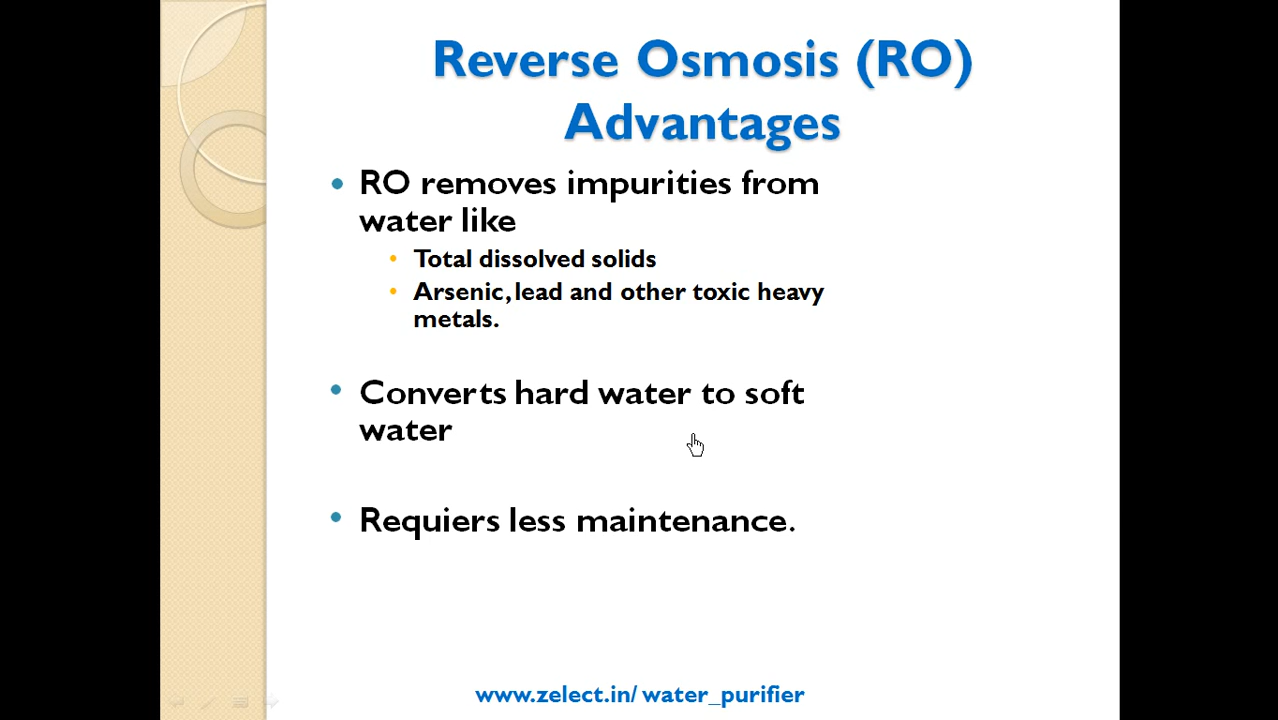 Reverse Osmosis (RO)
Advantages
• RO removes impurities from
water like
• Total dissolved solids
• Arsenic, lead and other toxic heavy
metals.
• Converts hard water to soft
water
• Requiers less maintenance.
www.zelect.in/ water_purifier